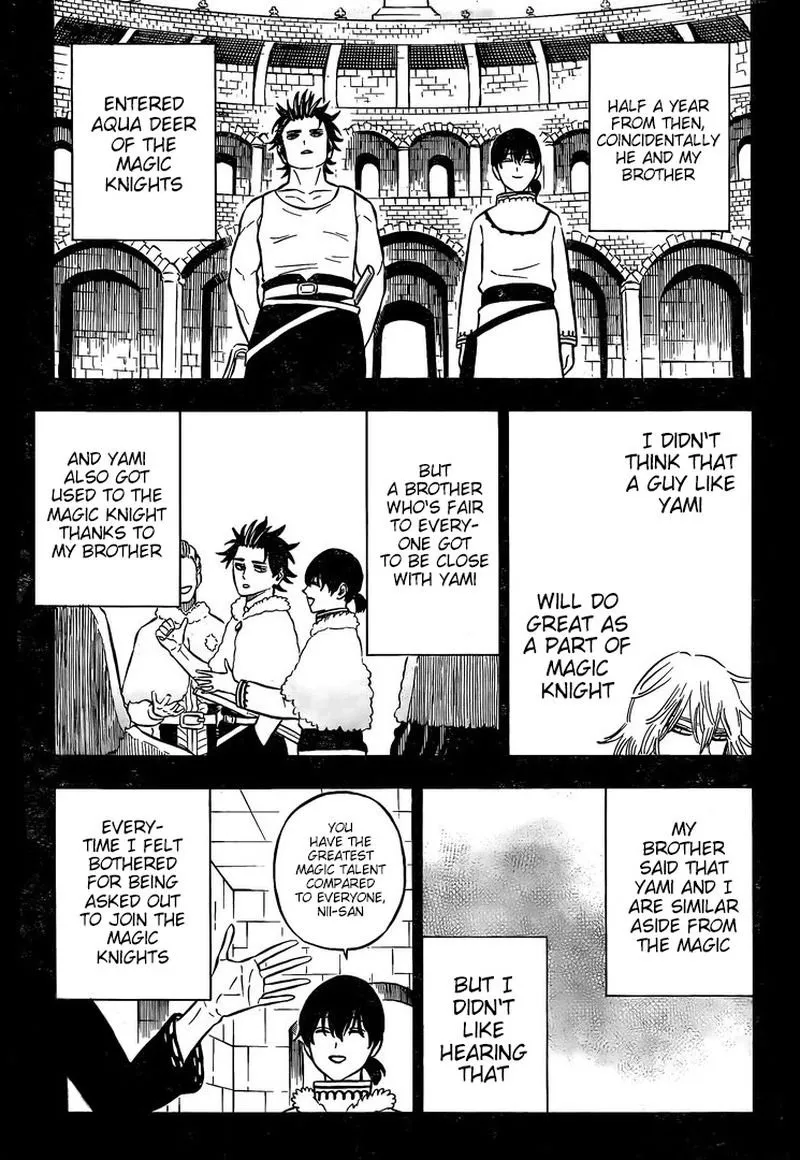 HALF A YEAR
FROM THEN,
COINCIDENTALLY
HE AND MY
BROTHER
ENTERED
AQUA DEER
OF THE
MAGIC
KNIGHTS
I DIDN'T
THINK THAT
A GUY LIKE
YAMI
WILL DO
GREAT AS
A PART OF
MAGIC
KNIGHT
BUT
A BROTHER
WHO'S FAIR
TO EVERY-
ONE GOT
TO BE CLOSE
WITH YAMI
AND YAMI
ALSO GOT
USED TO THE
MAGIC KNIGHT
THANKS TO
MY BROTHER
MY
BROTHER
SAID THAT
YAMI AND I
ARE SIMILAR
ASIDE FROM
THE MAGIC
BUT I
DIDN'T
LIKE
HEARING
THAT
YOU
HAVE THE
GREATEST
MAGIC TALENT
COMPARED
TO EVERYONE,
NII-SAN
EVERY-
TIME I FELT
BOTHERED
FOR BEING
ASKED OUT
TO JOIN THE
MAGIC
KNIGHTS